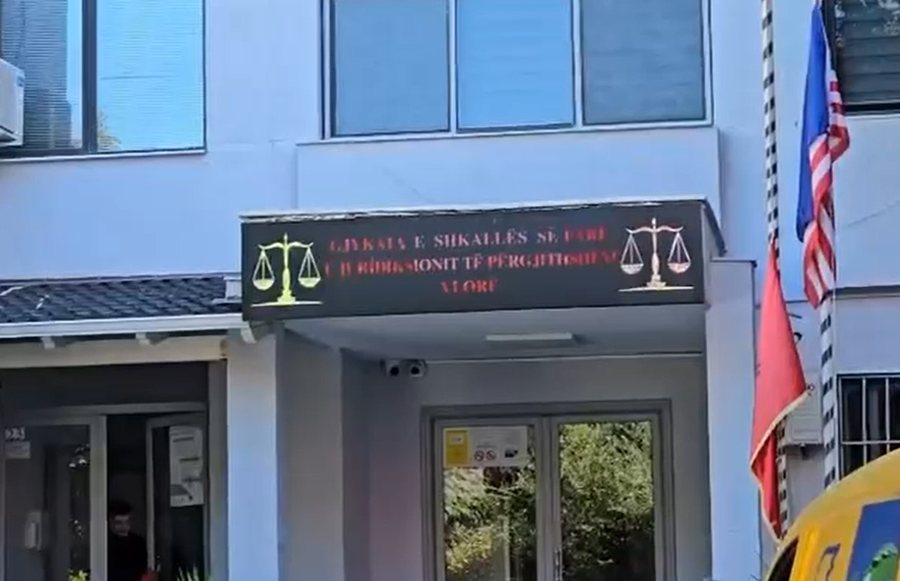 GJYKATA E SHKALLËS SË PARË
E JURIDIKSIONIT TË PËRGJITHSHËM
VLORË